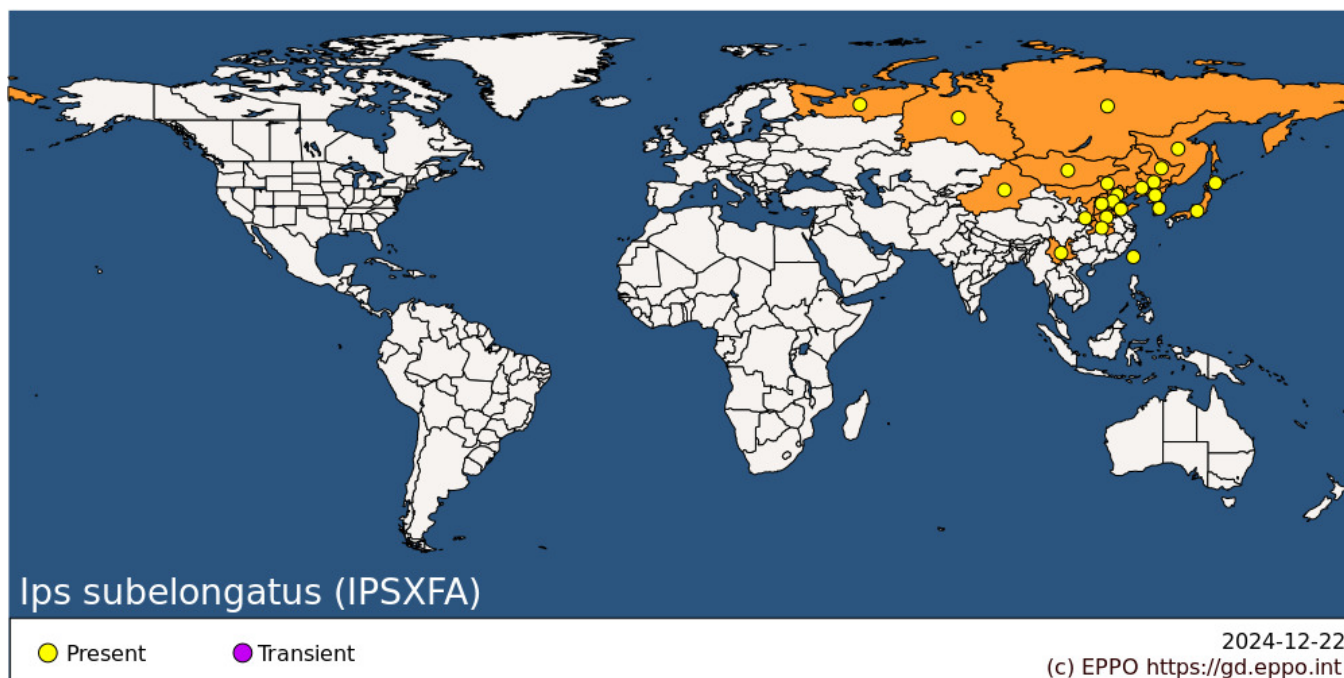 Ips subelongatus (IPSXFA)
Present
Transient
2024-12-22
(c) EPPO https://gd.eppo.int